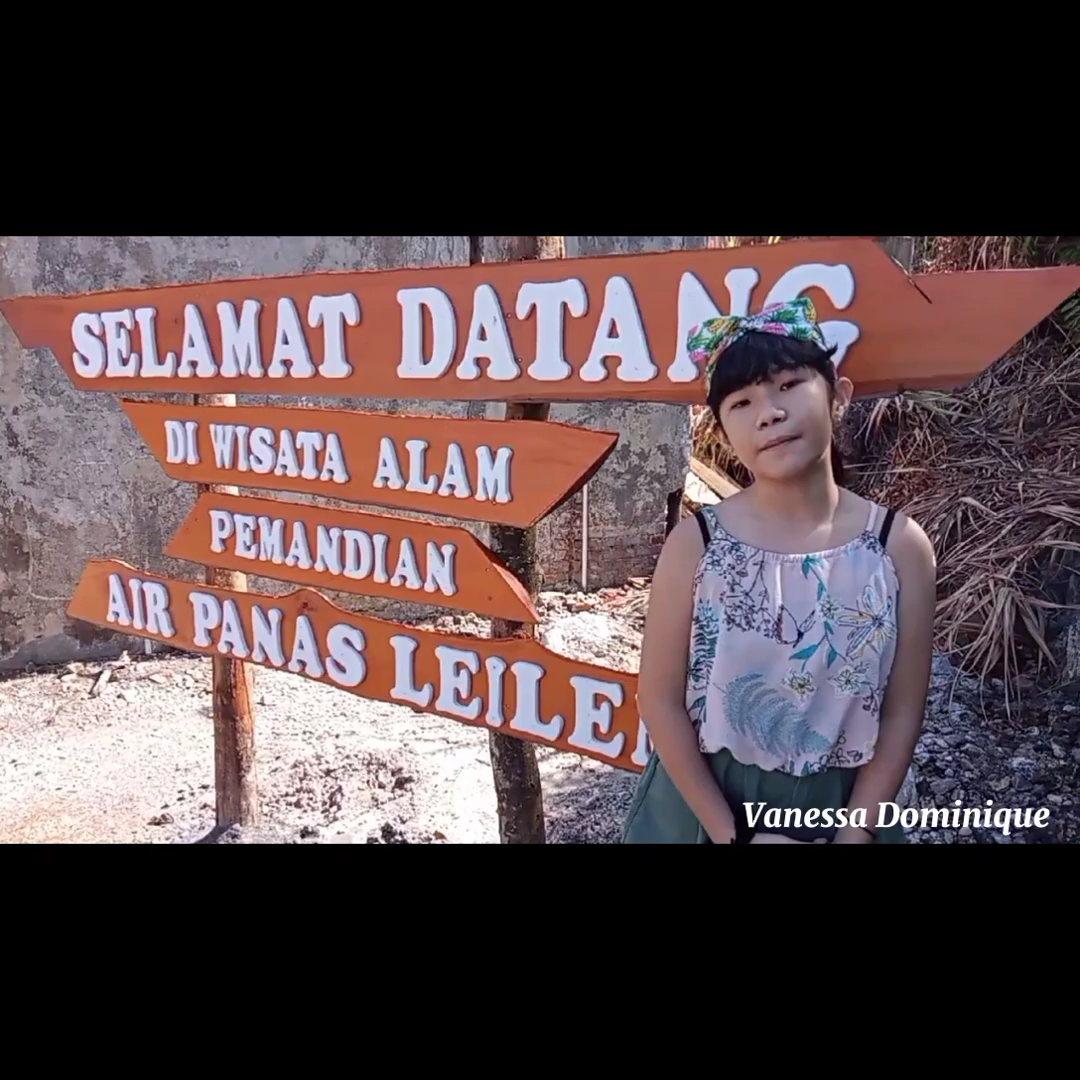 SELAMAT DATANG
DI WISATA ALAM
PEMANDIAN
AIR PANAS
Vanessa Dominique